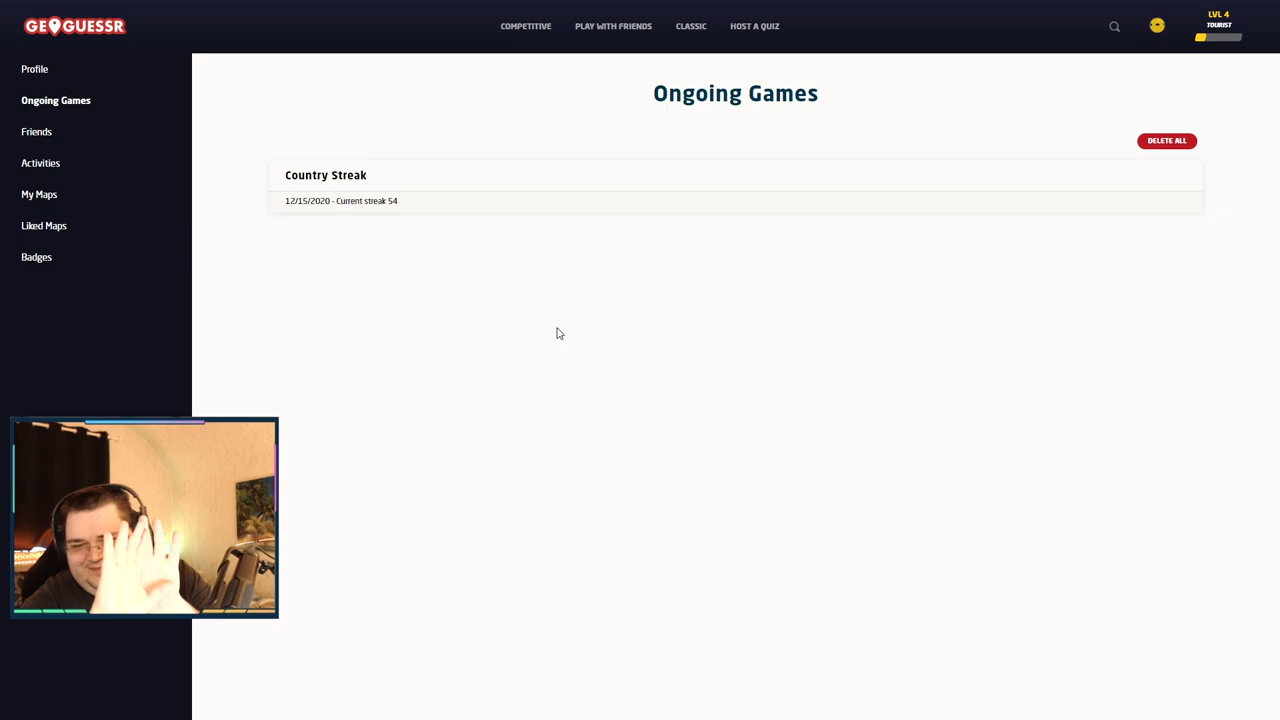 GEOGUESSR
COMPETITIVE
PLAY WITH FRIENDS
CLASSIC
HOST A QUIZ
LVL 4
TOURIST
Profile
Ongoing Games
Friends
Activities
My Maps
Liked Maps
Badges
Ongoing Games
DELETE ALL
Country Streak
12/15/2020 - Current streak 54